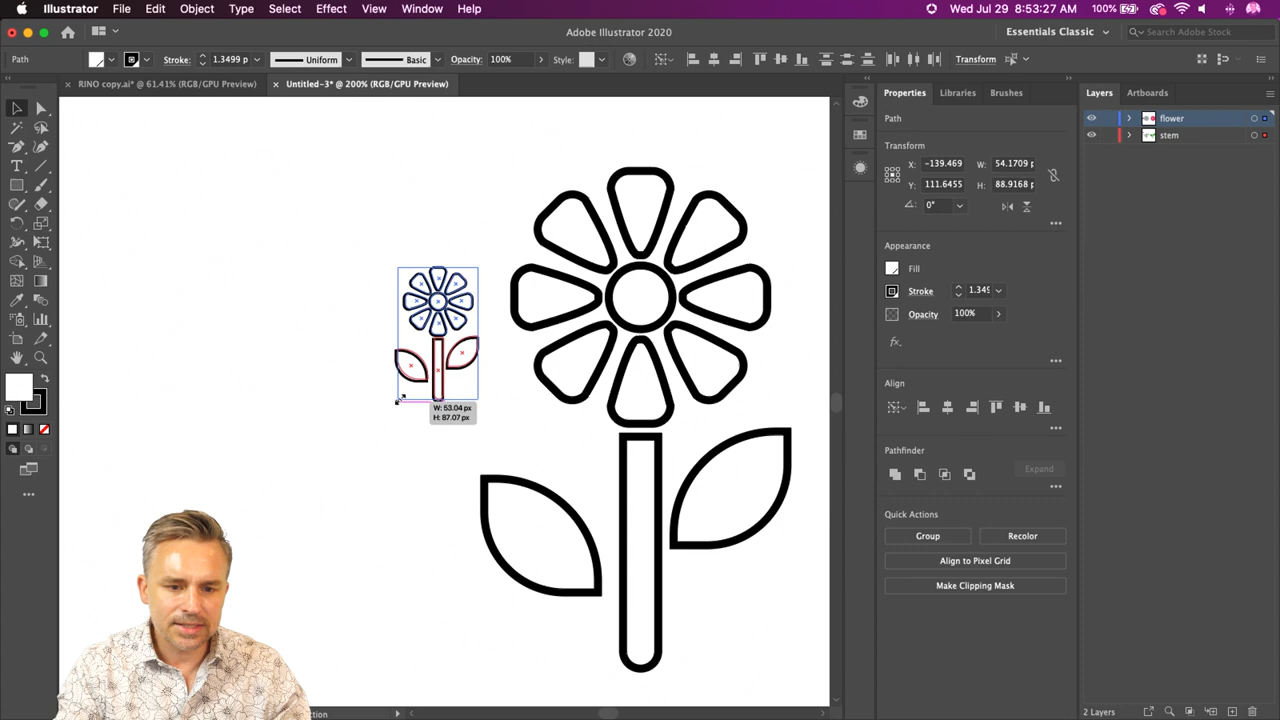 Illustrator File Edit Object Type Select Effect View Window Help 100% Wed Jul 29 8:53:27 AM
Adobe Illustrator 2020 Essentials Classic Search Adobe Stock
Path Stroke: 1.3499 p Uniform Basic Opacity: 100% Style: Transform
× RINO copy.ai* @ 61.41% (RGB/GPU Preview) × Untitled-3* @ 200% (RGB/GPU Preview)
Properties Libraries Brushes Layers Artboards
Path
flower
stem
Transform
X: -139.469 W: 54.1709 p
Y: 111.6455 H: 88.9168 p
0°
Appearance
Fill
Stroke 1.349
Opacity 100%
fx.
Align
W: 53.04 px
H: 87.07 px
Pathfinder
Expand
Quick Actions
Group Recolor
Align to Pixel Grid
Make Clipping Mask
ction
2 Layers